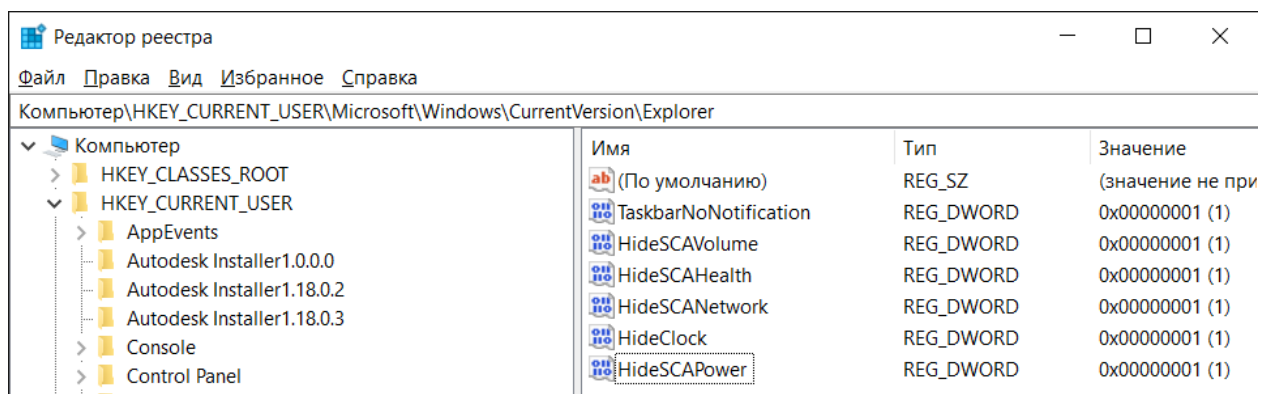 Редактор реестра
Файл Правка Вид Избранное Справка
Компьютер\HKEY_CURRENT_USER\Microsoft\Windows\CurrentVersion\Explorer
Компьютер
HKEY_CLASSES_ROOT
HKEY_CURRENT_USER
AppEvents
Autodesk Installer1.0.0.0
Autodesk Installer1.18.0.2
Autodesk Installer1.18.0.3
Console
Control Panel
Имя Тип Значение
(По умолчанию) REG_SZ (значение не при
TaskbarNoNotification REG_DWORD 0x00000001 (1)
HideSCAVolume REG_DWORD 0x00000001 (1)
HideSCAHealth REG_DWORD 0x00000001 (1)
HideSCANetwork REG_DWORD 0x00000001 (1)
HideClock REG_DWORD 0x00000001 (1)
HideSCAPower REG_DWORD 0x00000001 (1)